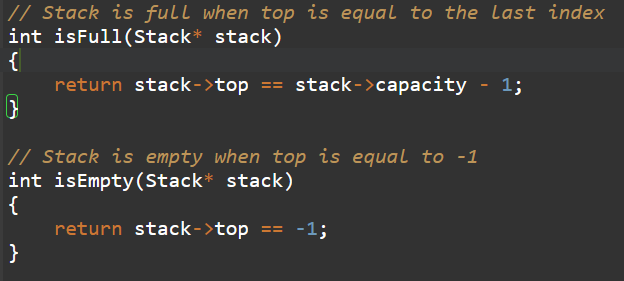 // Stack is full when top is equal to the last index
int isFull(Stack* stack)
{
    return stack->top == stack->capacity - 1;
}

// Stack is empty when top is equal to -1
int isEmpty(Stack* stack)
{
    return stack->top == -1;
}